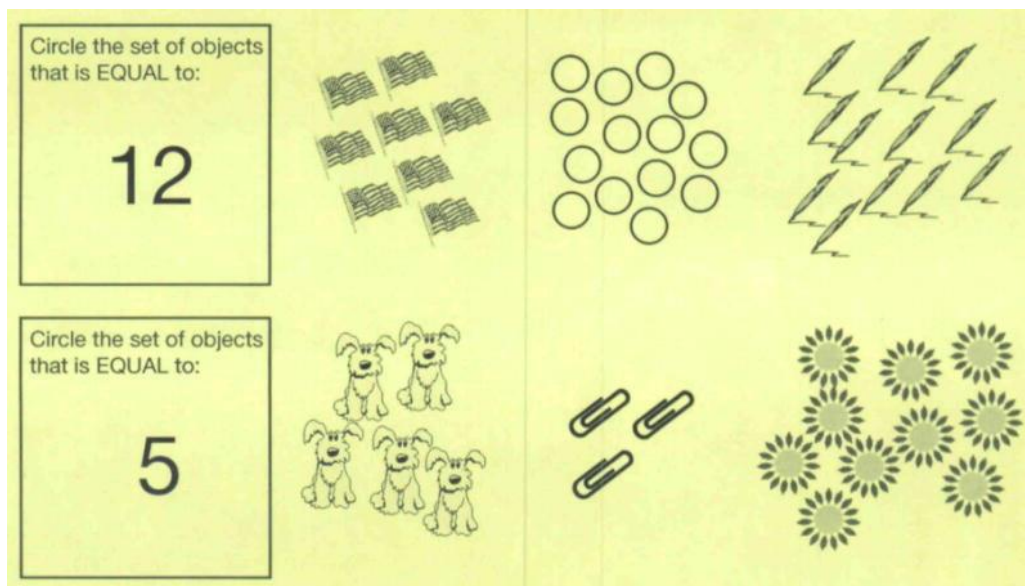 Circle the set of objects
that is EQUAL to:
12
Circle the set of objects
that is EQUAL to:
5